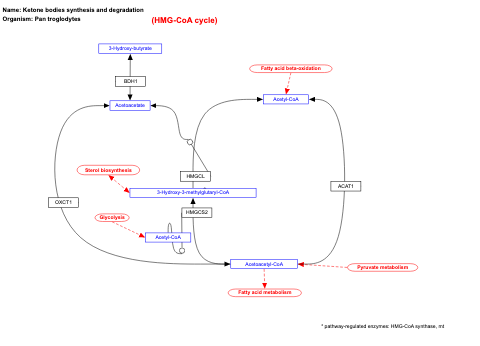 Name: Ketone bodies synthesis and degradation
Organism: Pan troglodytes
(HMG-CoA cycle)
3-Hydroxy-butyrate
Fatty acid beta-oxidation
BDH1
Acetoacetate
Acetyl-CoA
Sterol biosynthesis
HMGCL
ACAT1
3-Hydroxy-3-methylglutaryl-CoA
OXCT1
HMGCS2
Glycolysis
Acetyl-CoA
Acetoacetyl-CoA
Pyruvate metabolism
Fatty acid metabolism
* pathway-regulated enzymes: HMG-CoA synthase, mt